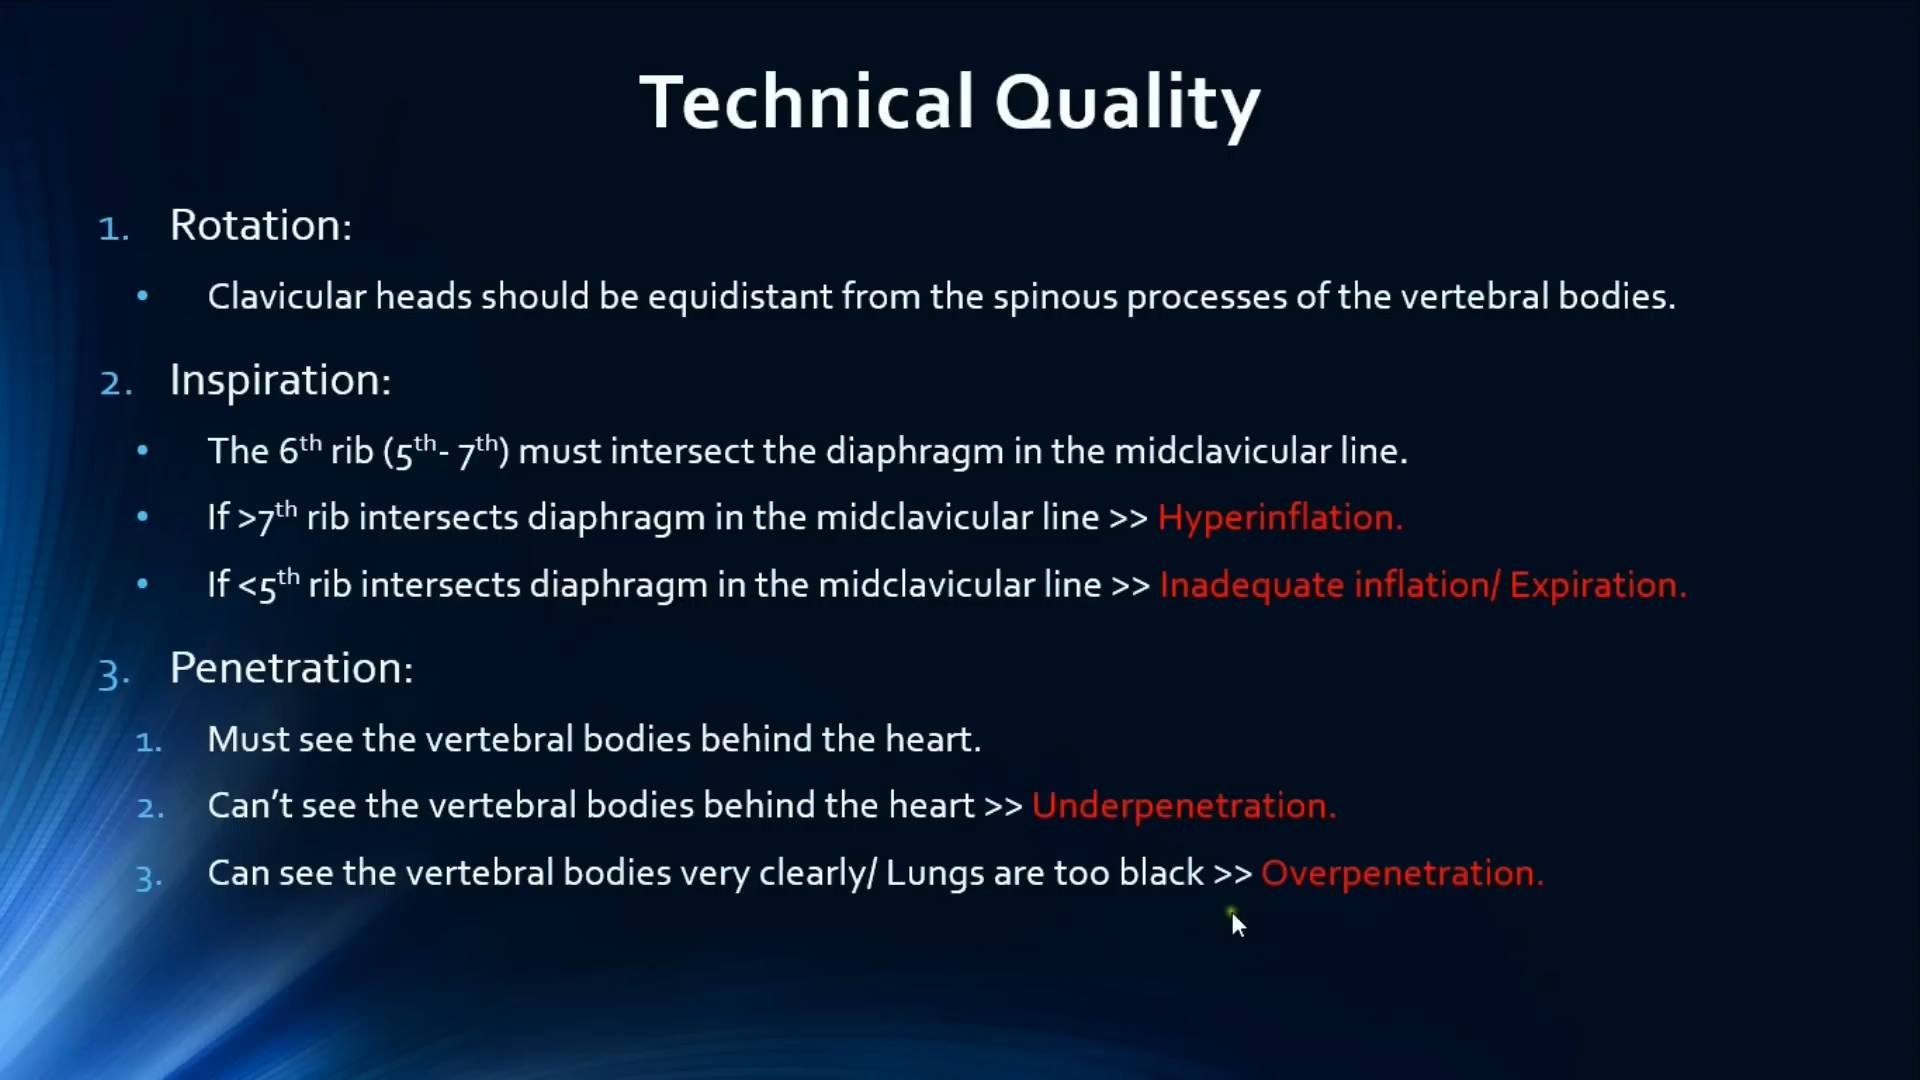 Technical Quality
1. Rotation:
• Clavicular heads should be equidistant from the spinous processes of the vertebral bodies.
2. Inspiration:
• The 6th rib (5th- 7th) must intersect the diaphragm in the midclavicular line.
• If >7th rib intersects diaphragm in the midclavicular line >> Hyperinflation.
• If <5th rib intersects diaphragm in the midclavicular line >> Inadequate inflation/ Expiration.
3. Penetration:
1. Must see the vertebral bodies behind the heart.
2. Can’t see the vertebral bodies behind the heart >> Underpenetration.
3. Can see the vertebral bodies very clearly/ Lungs are too black >> Overpenetration.